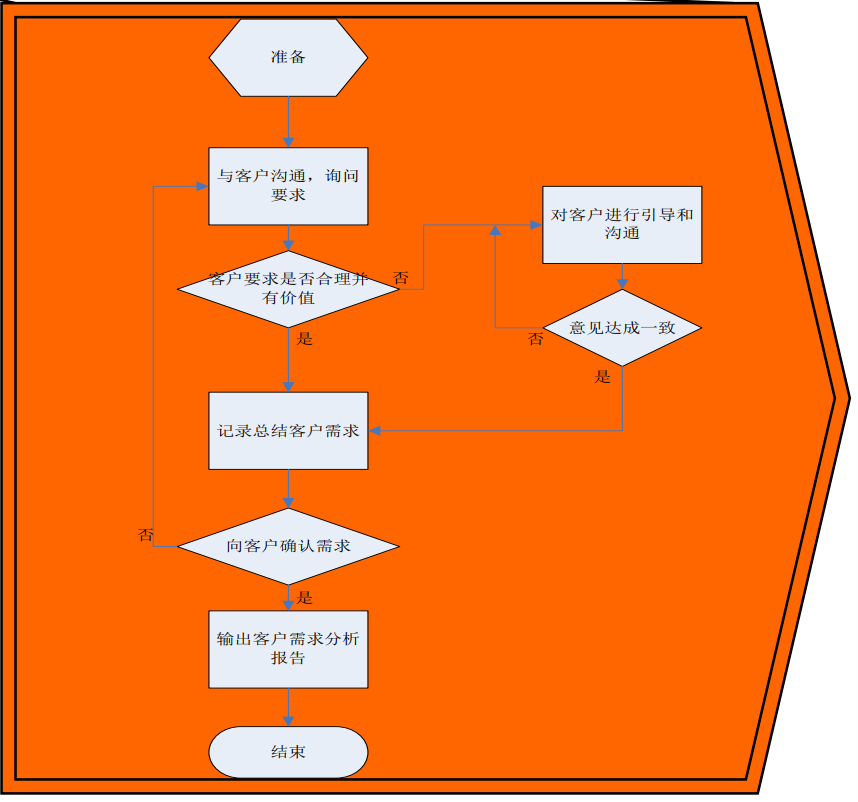 准备
与客户沟通，询问
要求
客户要求是否合理并
有价值
否
是
对客户进行引导和
沟通
意见达成一致
否
是
记录总结客户需求
向客户确认需求
否
是
输出客户需求分析
报告
结束